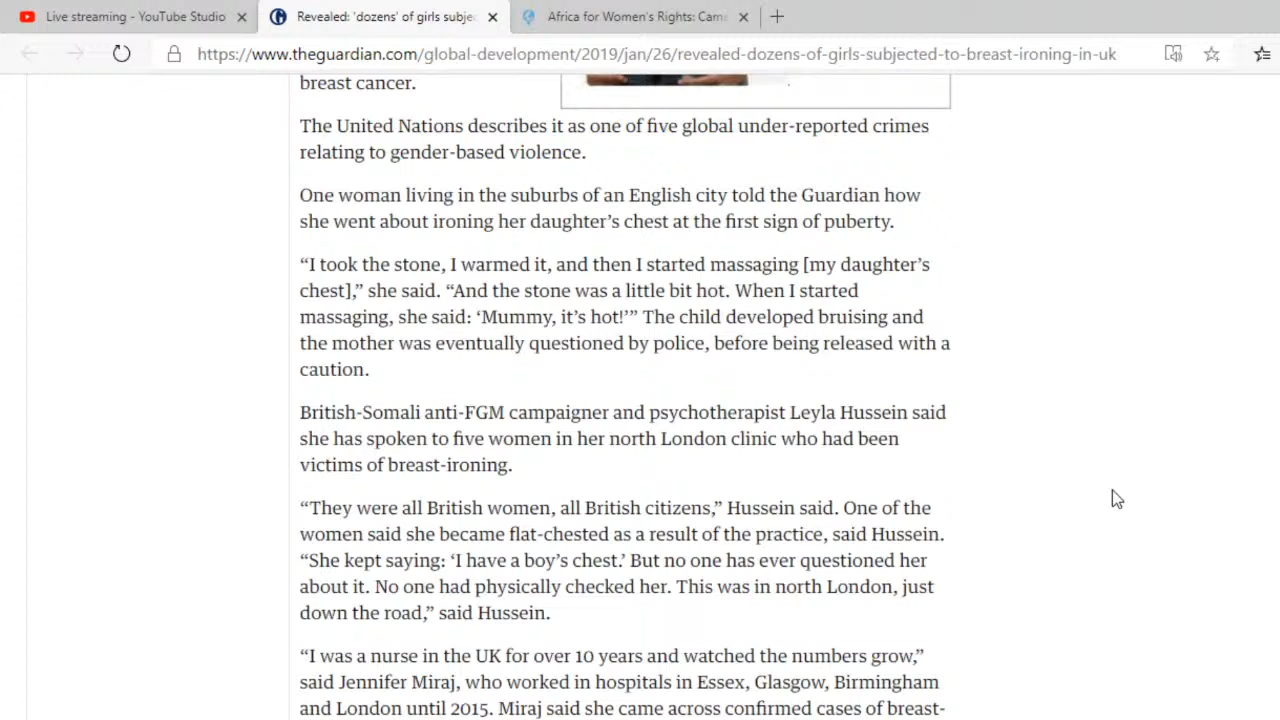 Live streaming - YouTube Studio
Revealed: 'dozens' of girls subje
Africa for Women's Rights: Cam
https://www.theguardian.com/global-development/2019/jan/26/revealed-dozens-of-girls-subjected-to-breast-ironing-in-uk
breast cancer.
The United Nations describes it as one of five global under-reported crimes
relating to gender-based violence.
One woman living in the suburbs of an English city told the Guardian how
she went about ironing her daughter’s chest at the first sign of puberty.
“I took the stone, I warmed it, and then I started massaging [my daughter’s
chest],” she said. “And the stone was a little bit hot. When I started
massaging, she said: ‘Mummy, it’s hot!’” The child developed bruising and
the mother was eventually questioned by police, before being released with a
caution.
British-Somali anti-FGM campaigner and psychotherapist Leyla Hussein said
she has spoken to five women in her north London clinic who had been
victims of breast-ironing.
“They were all British women, all British citizens,” Hussein said. One of the
women said she became flat-chested as a result of the practice, said Hussein.
“She kept saying: ‘I have a boy’s chest.’ But no one has ever questioned her
about it. No one had physically checked her. This was in north London, just
down the road,” said Hussein.
“I was a nurse in the UK for over 10 years and watched the numbers grow,”
said Jennifer Miraj, who worked in hospitals in Essex, Glasgow, Birmingham
and London until 2015. Miraj said she came across confirmed cases of breast-